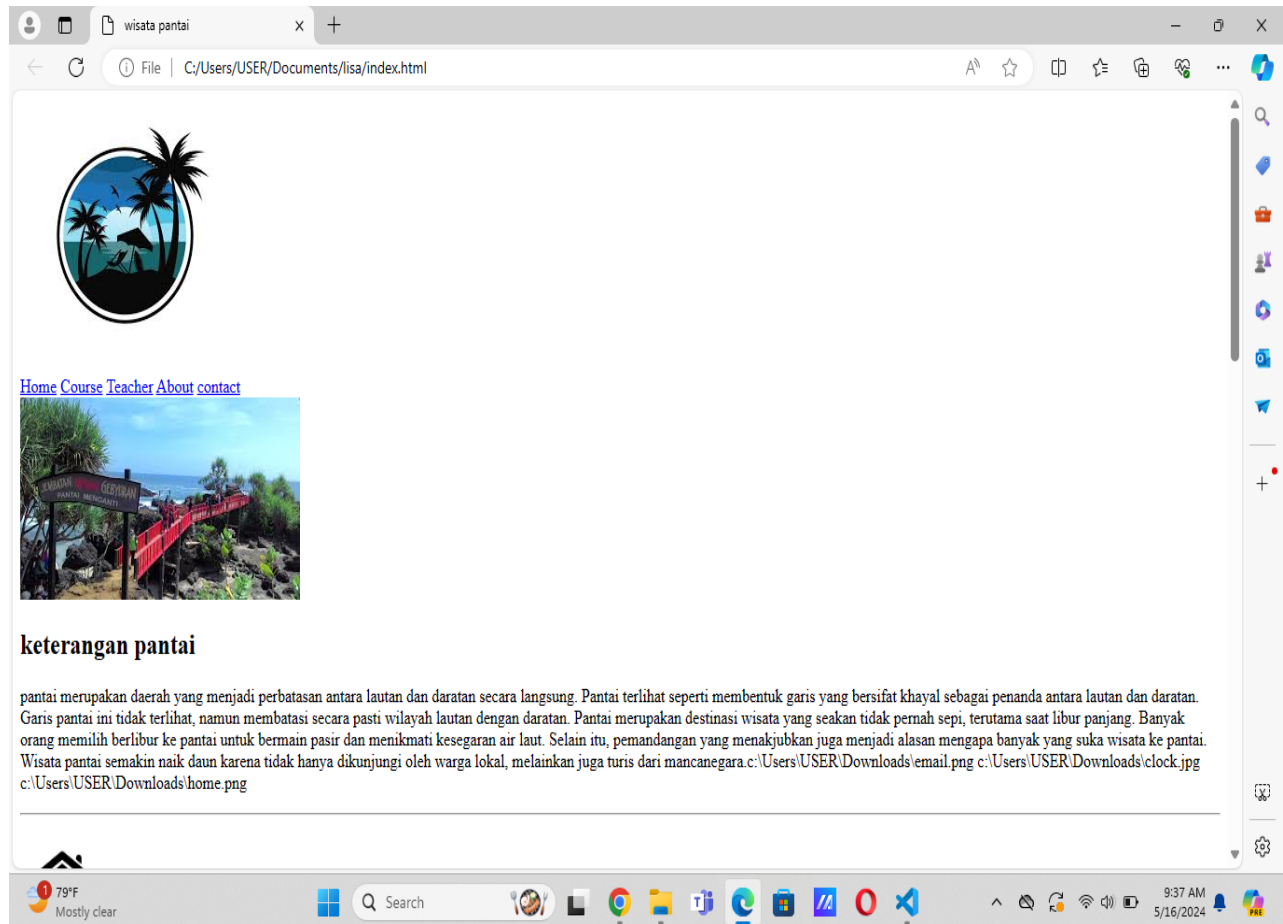 wisata pantai
File | C:/Users/USER/Documents/lisa/index.html
Home Course Teacher About contact
JEMBATAN GEBYURAN
PANTAI MENGANTI
keterangan pantai
pantai merupakan daerah yang menjadi perbatasan antara lautan dan daratan secara langsung. Pantai terlihat seperti membentuk garis yang bersifat khayal sebagai penanda antara lautan dan daratan.
Garis pantai ini tidak terlihat, namun membatasi secara pasti wilayah lautan dengan daratan. Pantai merupakan destinasi wisata yang seakan tidak pernah sepi, terutama saat libur panjang. Banyak
orang memilih berlibur ke pantai untuk bermain pasir dan menikmati kesegaran air laut. Selain itu, pemandangan yang menakjubkan juga menjadi alasan mengapa banyak yang suka wisata ke pantai.
Wisata pantai semakin naik daun karena tidak hanya dikunjungi oleh warga lokal, melainkan juga turis dari mancanegara.c:\Users\USER\Downloads\email.png c:\Users\USER\Downloads\clock.jpg
c:\Users\USER\Downloads\home.png
1
79°F
Mostly clear
Search
9:37 AM
5/16/2024
PRE